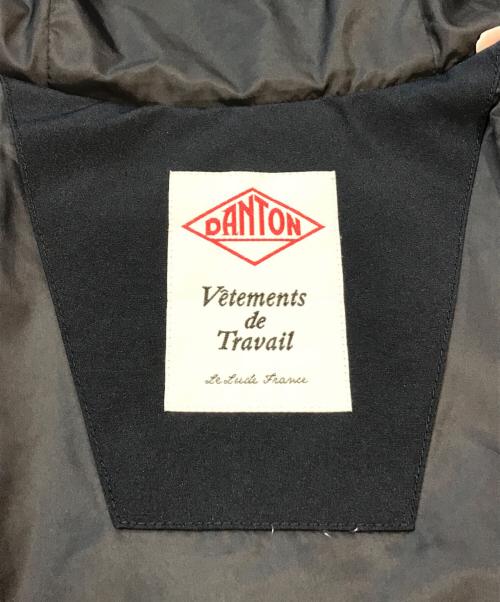 DANTON
Vêtements
de
Travail
Le Lude France